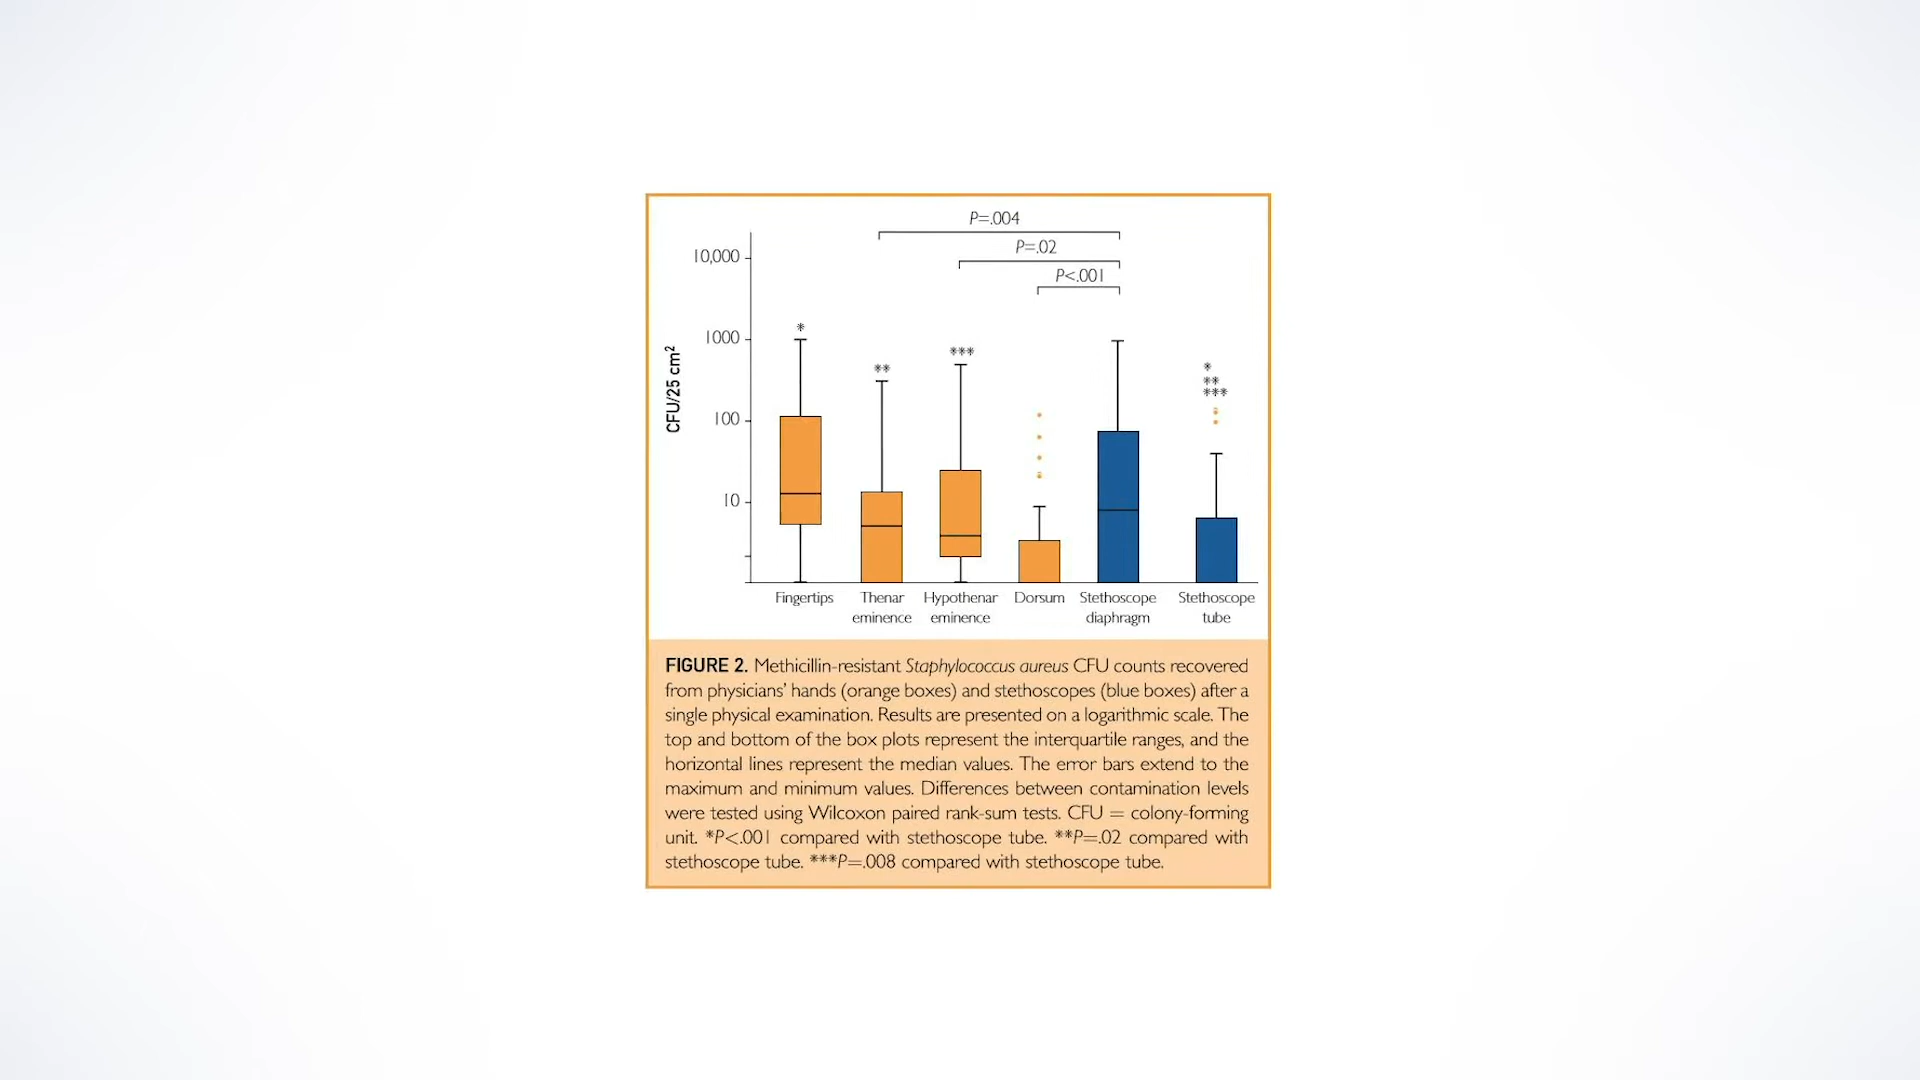 P=.004
P=.02
P<.001
10,000
1000
100
10
CFU/25 cm²
*
**
***
*
**
***
Fingertips
Thenar
eminence
Hypothenar
eminence
Dorsum
Stethoscope
diaphragm
Stethoscope
tube
FIGURE 2. Methicillin-resistant Staphylococcus aureus CFU counts recovered
from physicians' hands (orange boxes) and stethoscopes (blue boxes) after a
single physical examination. Results are presented on a logarithmic scale. The
top and bottom of the box plots represent the interquartile ranges, and the
horizontal lines represent the median values. The error bars extend to the
maximum and minimum values. Differences between contamination levels
were tested using Wilcoxon paired rank-sum tests. CFU = colony-forming
unit. *P<.001 compared with stethoscope tube. **P=.02 compared with
stethoscope tube. ***P=.008 compared with stethoscope tube.